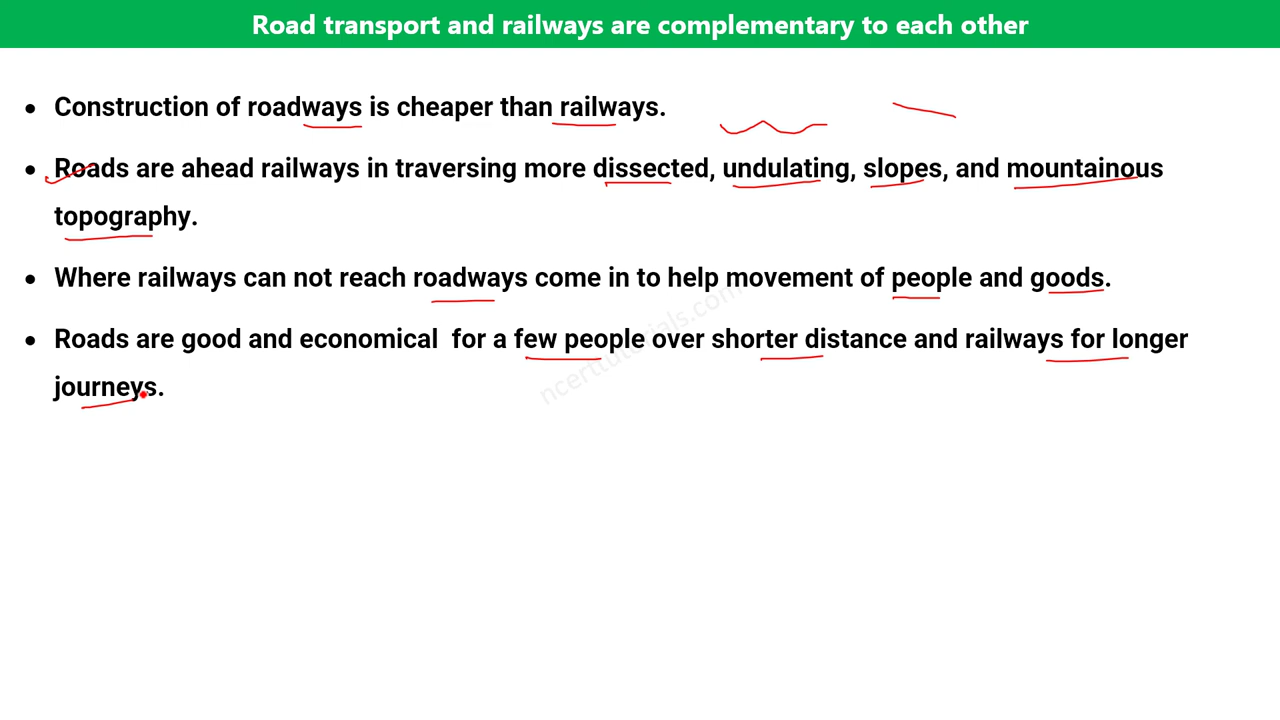 Road transport and railways are complementary to each other
• Construction of roadways is cheaper than railways.
• Roads are ahead railways in traversing more dissected, undulating, slopes, and mountainous
topography.
• Where railways can not reach roadways come in to help movement of people and goods.
• Roads are good and economical  for a few people over shorter distance and railways for longer
journeys.
ncerttutorials.com